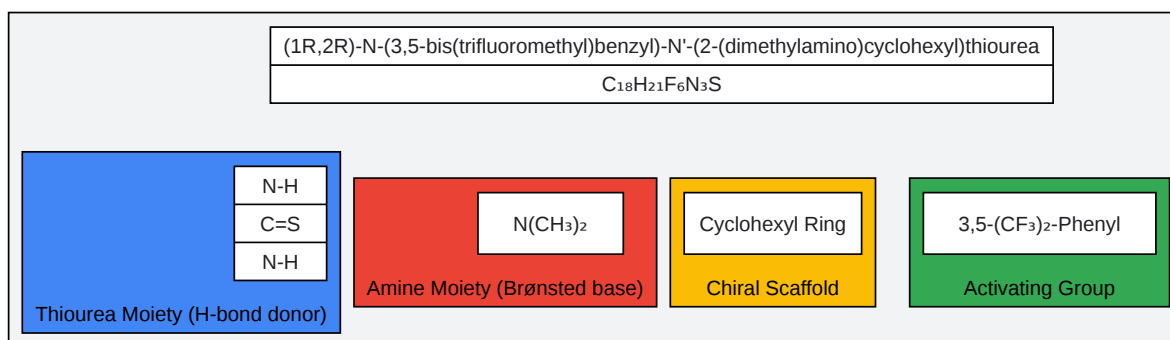 (1R,2R)-N-(3,5-bis(trifluoromethyl)benzyl)-N'-(2-(dimethylamino)cyclohexyl)thiourea
C₁₈H₂₁F₆N₃S
N-H
C=S
N-H
Thiourea Moiety (H-bond donor)
N(CH₃)₂
Amine Moiety (Brønsted base)
Cyclohexyl Ring
Chiral Scaffold
3,5-(CF₃)₂-Phenyl
Activating Group